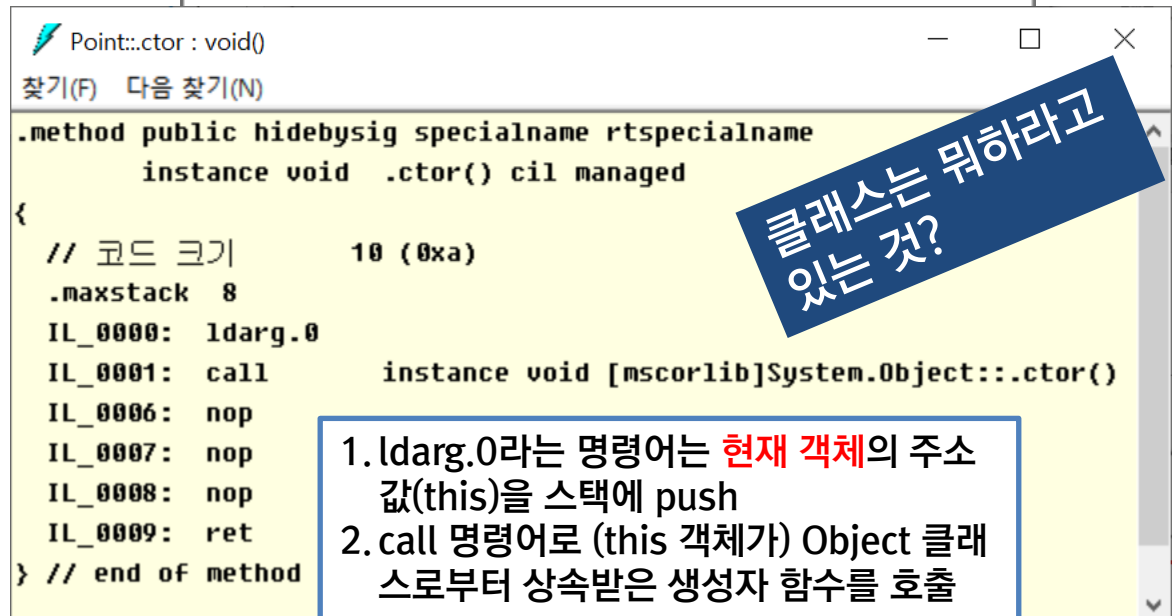 Point::.ctor : void()
찾기(F) 다음 찾기(N)
.method public hidebysig specialname rtspecialname
instance void .ctor() cil managed
{
// 코드 크기 10 (0xa)
.maxstack 8
IL_0000: ldarg.0
IL_0001: call instance void [mscorlib]System.Object::.ctor()
IL_0006: nop
IL_0007: nop
IL_0008: nop
IL_0009: ret
} // end of method
클래스는 뭐하라고
있는 것?
1. ldarg.0라는 명령어는 현재 객체의 주소
값(this)을 스택에 push
2. call 명령어로 (this 객체가) Object 클래
스로부터 상속받은 생성자 함수를 호출